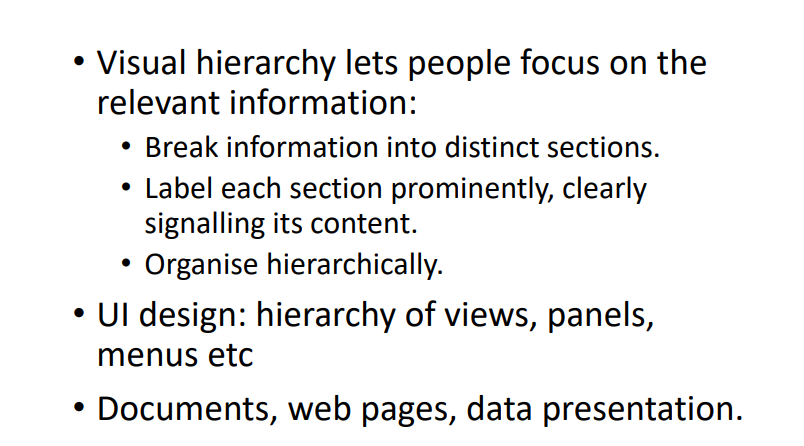 • Visual hierarchy lets people focus on the
relevant information:
• Break information into distinct sections.
• Label each section prominently, clearly
signalling its content.
• Organise hierarchically.
• UI design: hierarchy of views, panels,
menus etc
• Documents, web pages, data presentation.